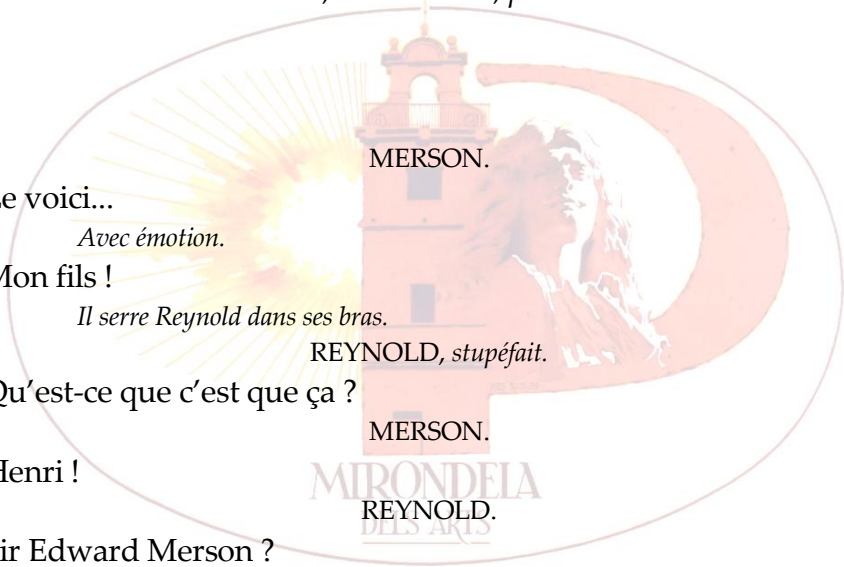 MERSON.
e voici...
Avec émotion.
Mon fils !
Il serre Reynold dans ses bras.
REYNOLD, stupéfait.
Qu’est-ce que c’est que ça ?
MERSON.
Henri !
MIRONDELA
DELS ARTS
REYNOLD.
ir Edward Merson ?